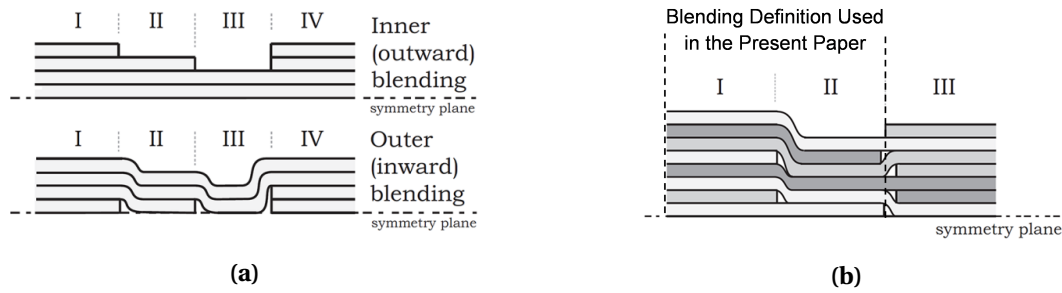 I II III IV
Inner
(outward)
blending
symmetry plane
I II III IV
Outer
(inward)
blending
symmetry plane
(a)
Blending Definition Used
in the Present Paper
I II III
symmetry plane
(b)